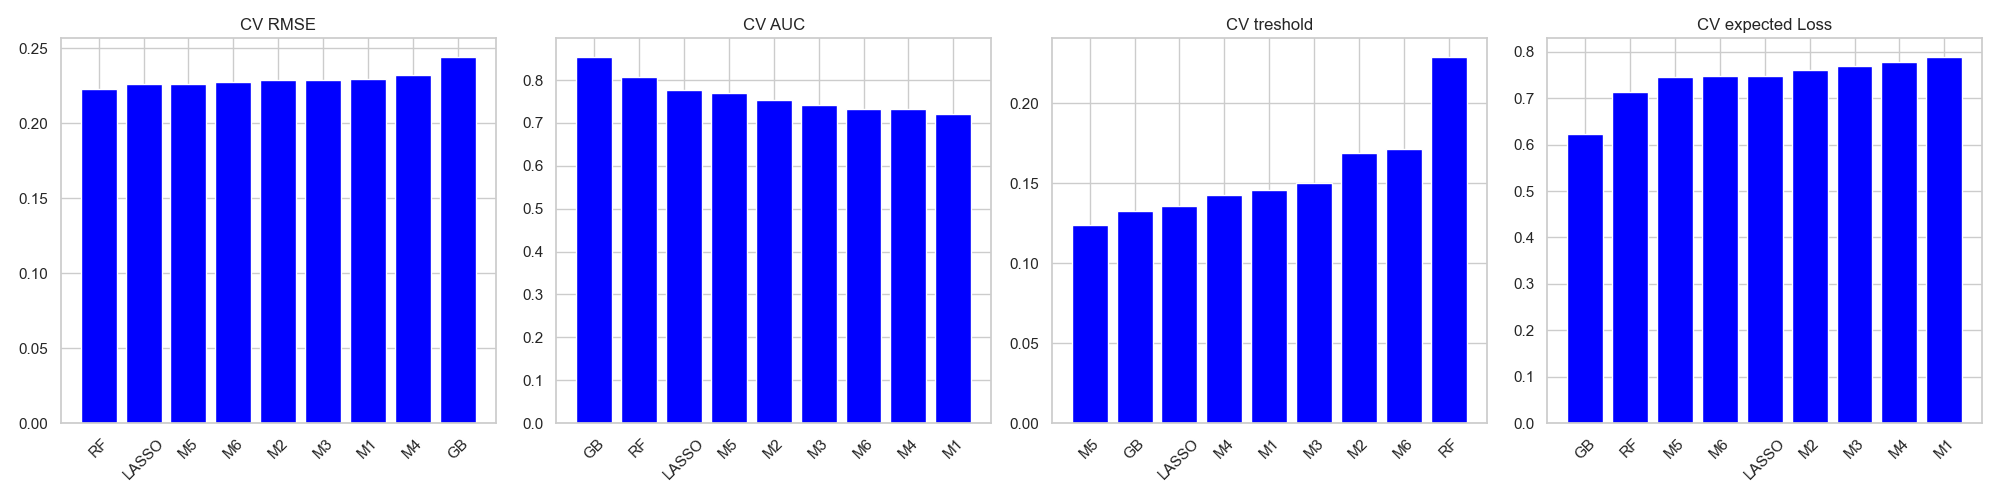 CV RMSE
0.25
0.20
0.15
0.10
0.05
0.00
RF
LASSO
M5
M6
M2
M3
M1
M4
GB
CV AUC
0.8
0.7
0.6
0.5
0.4
0.3
0.2
0.1
0.0
GB
RF
LASSO
M5
M2
M3
M6
M4
M1
CV treshold
0.20
0.15
0.10
0.05
0.00
M5
GB
LASSO
M4
M1
M3
M2
M6
RF
CV expected Loss
0.8
0.7
0.6
0.5
0.4
0.3
0.2
0.1
0.0
GB
RF
M5
M6
LASSO
M2
M3
M4
M1